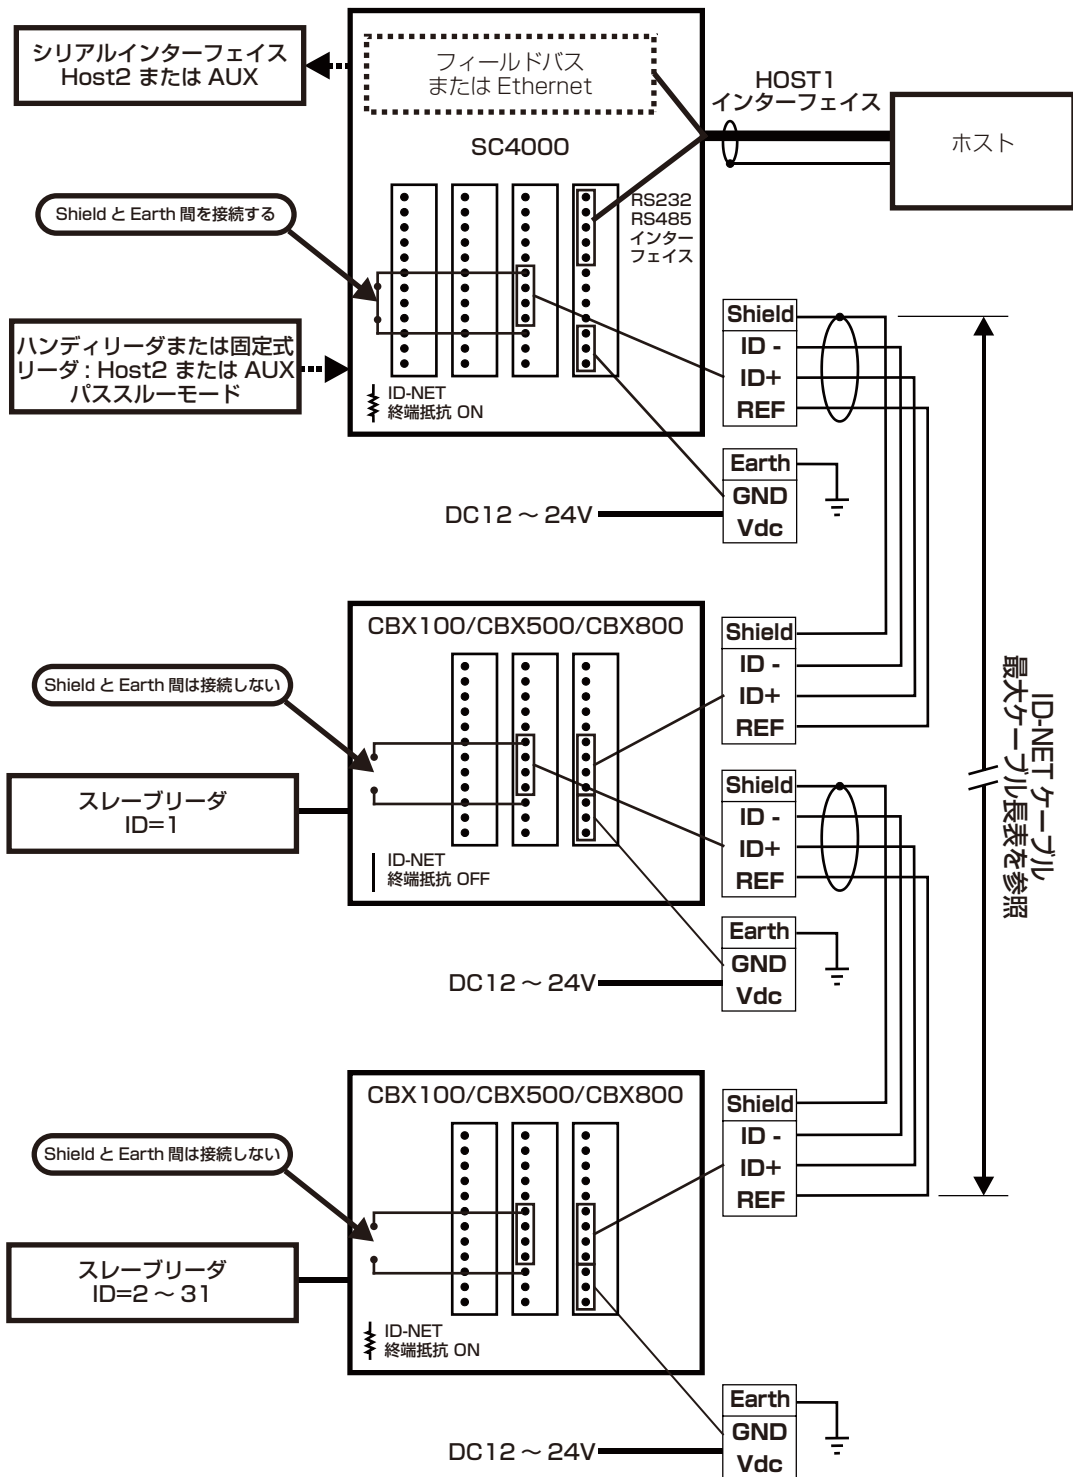 シリアルインターフェイス
Host2 または AUX
フィールドバス
または Ethernet
SC4000
HOST1
インターフェイス
ホスト
Shield と Earth 間を接続する
RS232
RS485
インター
フェイス
ハンディリーダまたは固定式
リーダ : Host2 または AUX
パススルーモード
ID-NET
終端抵抗 ON
Shield
ID -
ID+
REF
Earth
GND
Vdc
DC12 ～ 24V
CBX100/CBX500/CBX800
Shield と Earth 間は接続しない
スレーブリーダ
ID=1
ID-NET
終端抵抗 OFF
Shield
ID -
ID+
REF
Shield
ID -
ID+
REF
Earth
GND
Vdc
DC12 ～ 24V
ID-NET ケーブル
最大ケーブル長表を参照
CBX100/CBX500/CBX800
Shield と Earth 間は接続しない
スレーブリーダ
ID=2 ～ 31
ID-NET
終端抵抗 ON
Shield
ID -
ID+
REF
Earth
GND
Vdc
DC12 ～ 24V